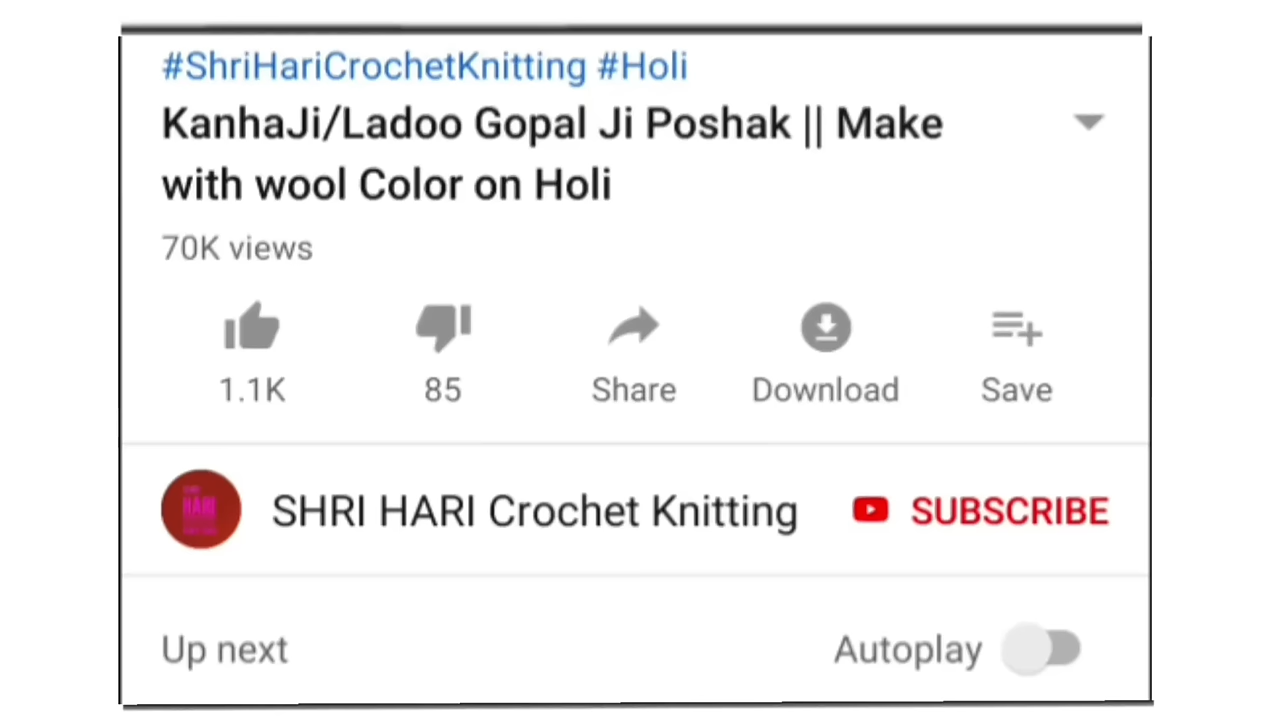 #ShriHariCrochetKnitting #Holi
KanhaJi/Ladoo Gopal Ji Poshak || Make
with wool Color on Holi
70K views
1.1K 85 Share Download Save
HARI
SHRI HARI Crochet Knitting SUBSCRIBE
Up next Autoplay